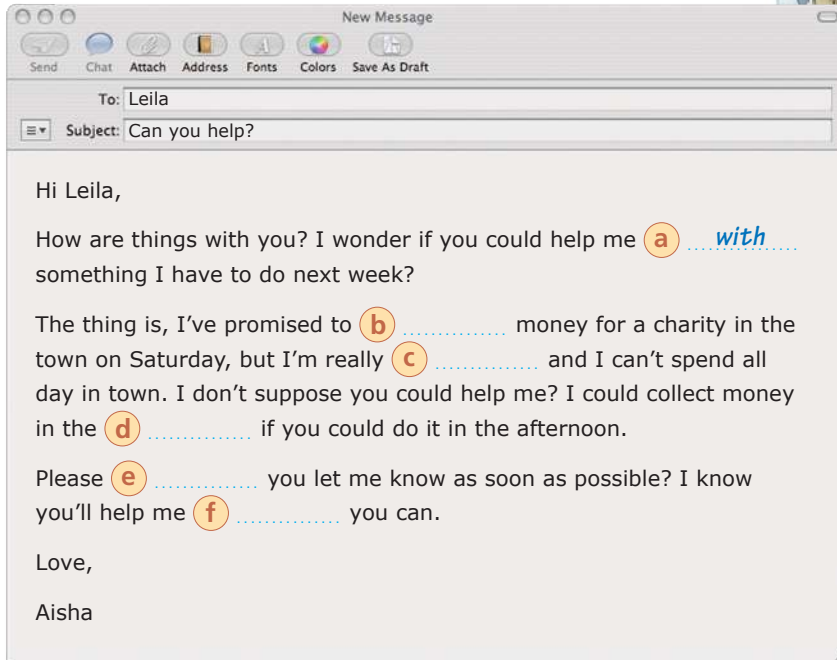 New Message
Send Chat Attach Address Fonts Colors Save As Draft
To: Leila
Subject: Can you help?
Hi Leila,
How are things with you? I wonder if you could help me a with
something I have to do next week?
The thing is, I've promised to b .............. money for a charity in the
town on Saturday, but I'm really c .............. and I can't spend all
day in town. I don't suppose you could help me? I could collect money
in the d .............. if you could do it in the afternoon.
Please e .............. you let me know as soon as possible? I know
you'll help me f .............. you can.
Love,
Aisha